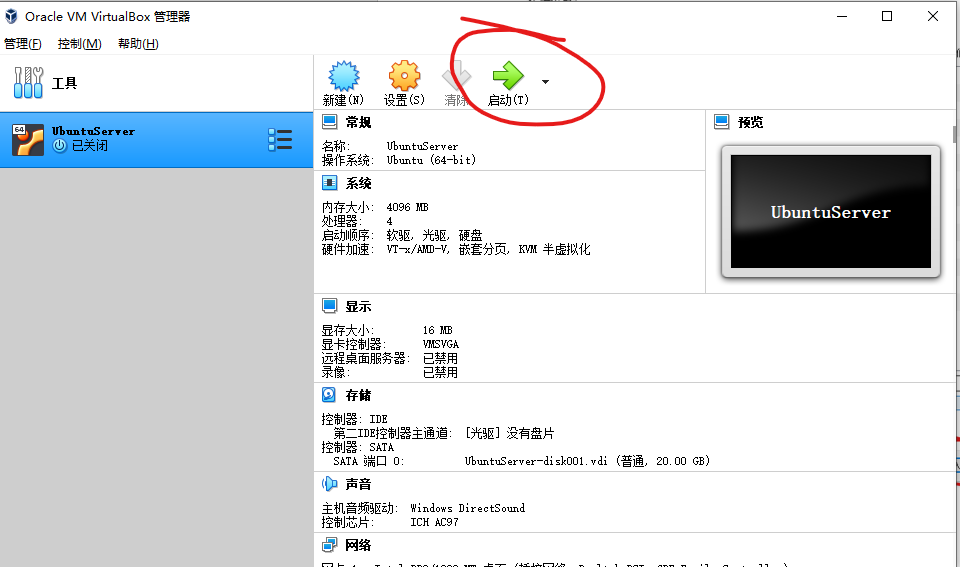 Oracle VM VirtualBox 管理器
管理(F) 控制(M) 帮助(H)
工具
新建(N) 设置(S) 清除 启动(T)
64
UbuntuServer
已关闭
常规
名称: UbuntuServer
操作系统: Ubuntu (64-bit)
预览
UbuntuServer
系统
内存大小: 4096 MB
处理器: 4
启动顺序: 软驱, 光驱, 硬盘
硬件加速: VT-x/AMD-V, 嵌套分页, KVM 半虚拟化
显示
显存大小: 16 MB
显卡控制器: VMSVGA
远程桌面服务器: 已禁用
录像: 已禁用
存储
控制器: IDE
第二IDE控制器主通道: [光驱] 没有盘片
控制器: SATA
SATA 端口 0: UbuntuServer-disk001.vdi (普通, 20.00 GB)
声音
主机音频驱动: Windows DirectSound
控制芯片: ICH AC97
网络